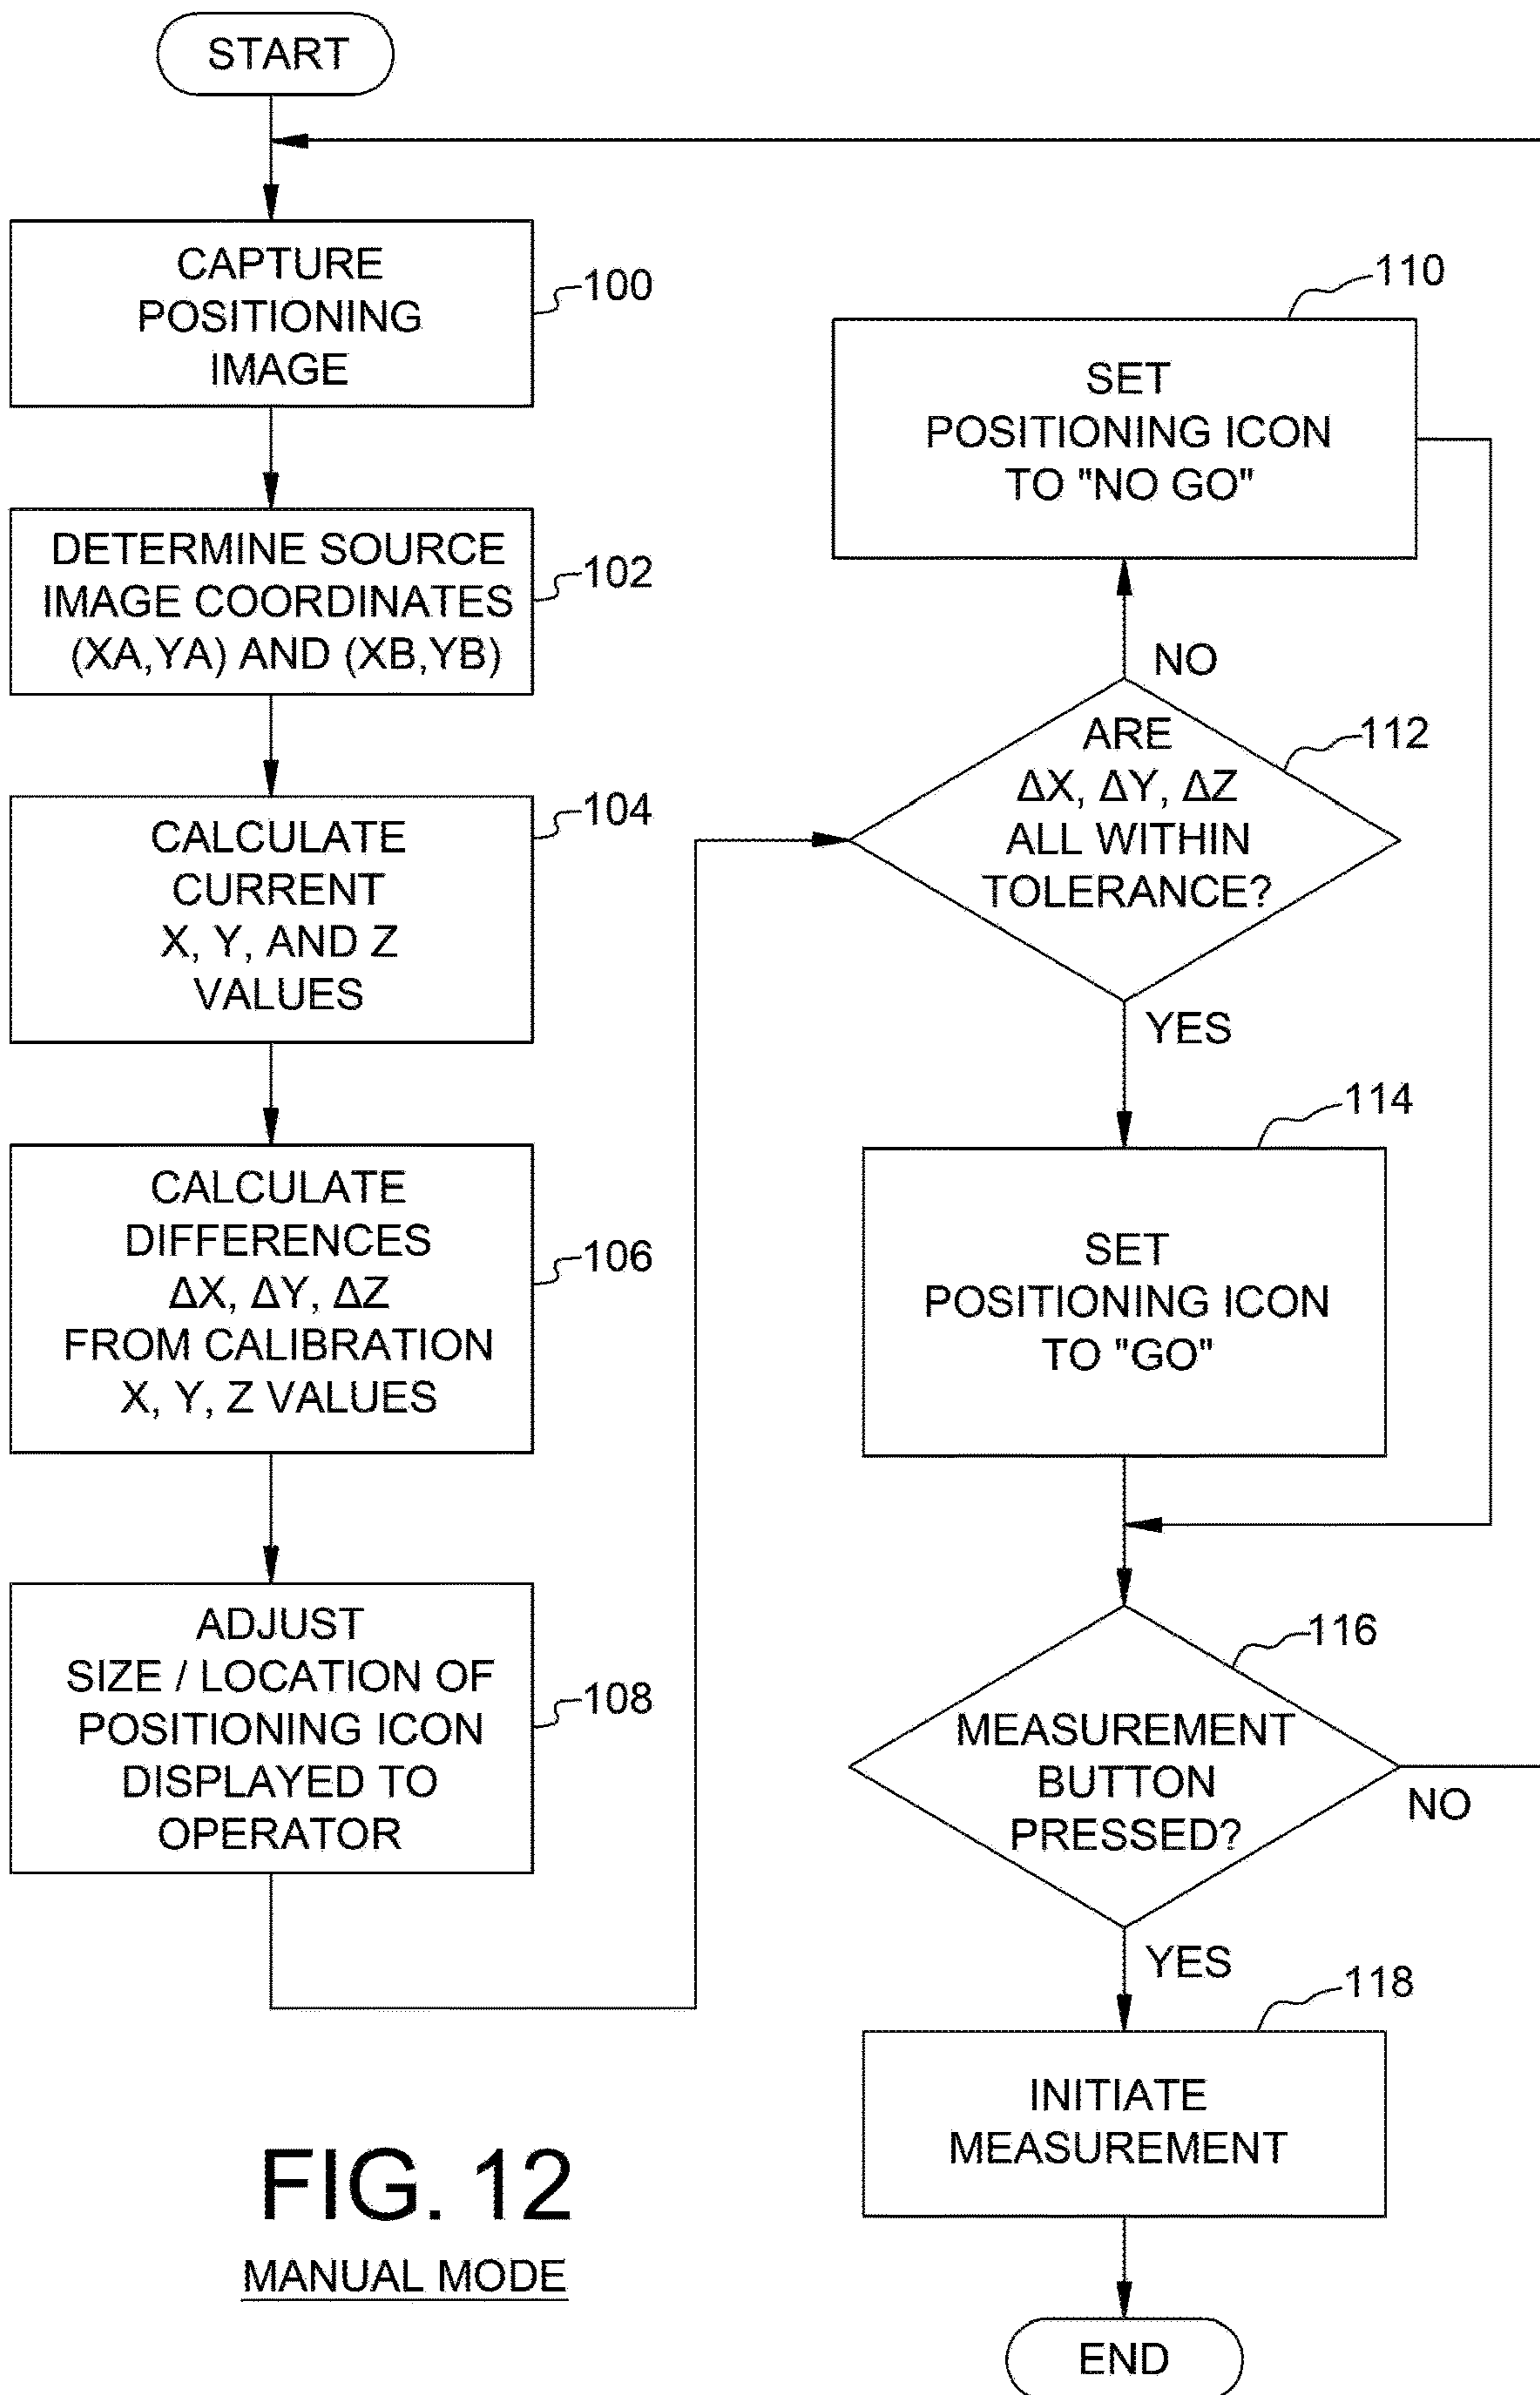 START
CAPTURE
POSITIONING
IMAGE
100
DETERMINE SOURCE
IMAGE COORDINATES
(XA,YA) AND (XB,YB)
102
CALCULATE
CURRENT
X, Y, AND Z
VALUES
104
CALCULATE
DIFFERENCES
ΔX, ΔY, ΔZ
FROM CALIBRATION
X, Y, Z VALUES
106
ADJUST
SIZE / LOCATION OF
POSITIONING ICON
DISPLAYED TO
OPERATOR
108
110
SET
POSITIONING ICON
TO "NO GO"
NO
ARE
ΔX, ΔY, ΔZ
ALL WITHIN
TOLERANCE?
112
YES
114
SET
POSITIONING ICON
TO "GO"
116
MEASUREMENT
BUTTON
PRESSED?
NO
YES
118
INITIATE
MEASUREMENT
END
FIG. 12
MANUAL MODE